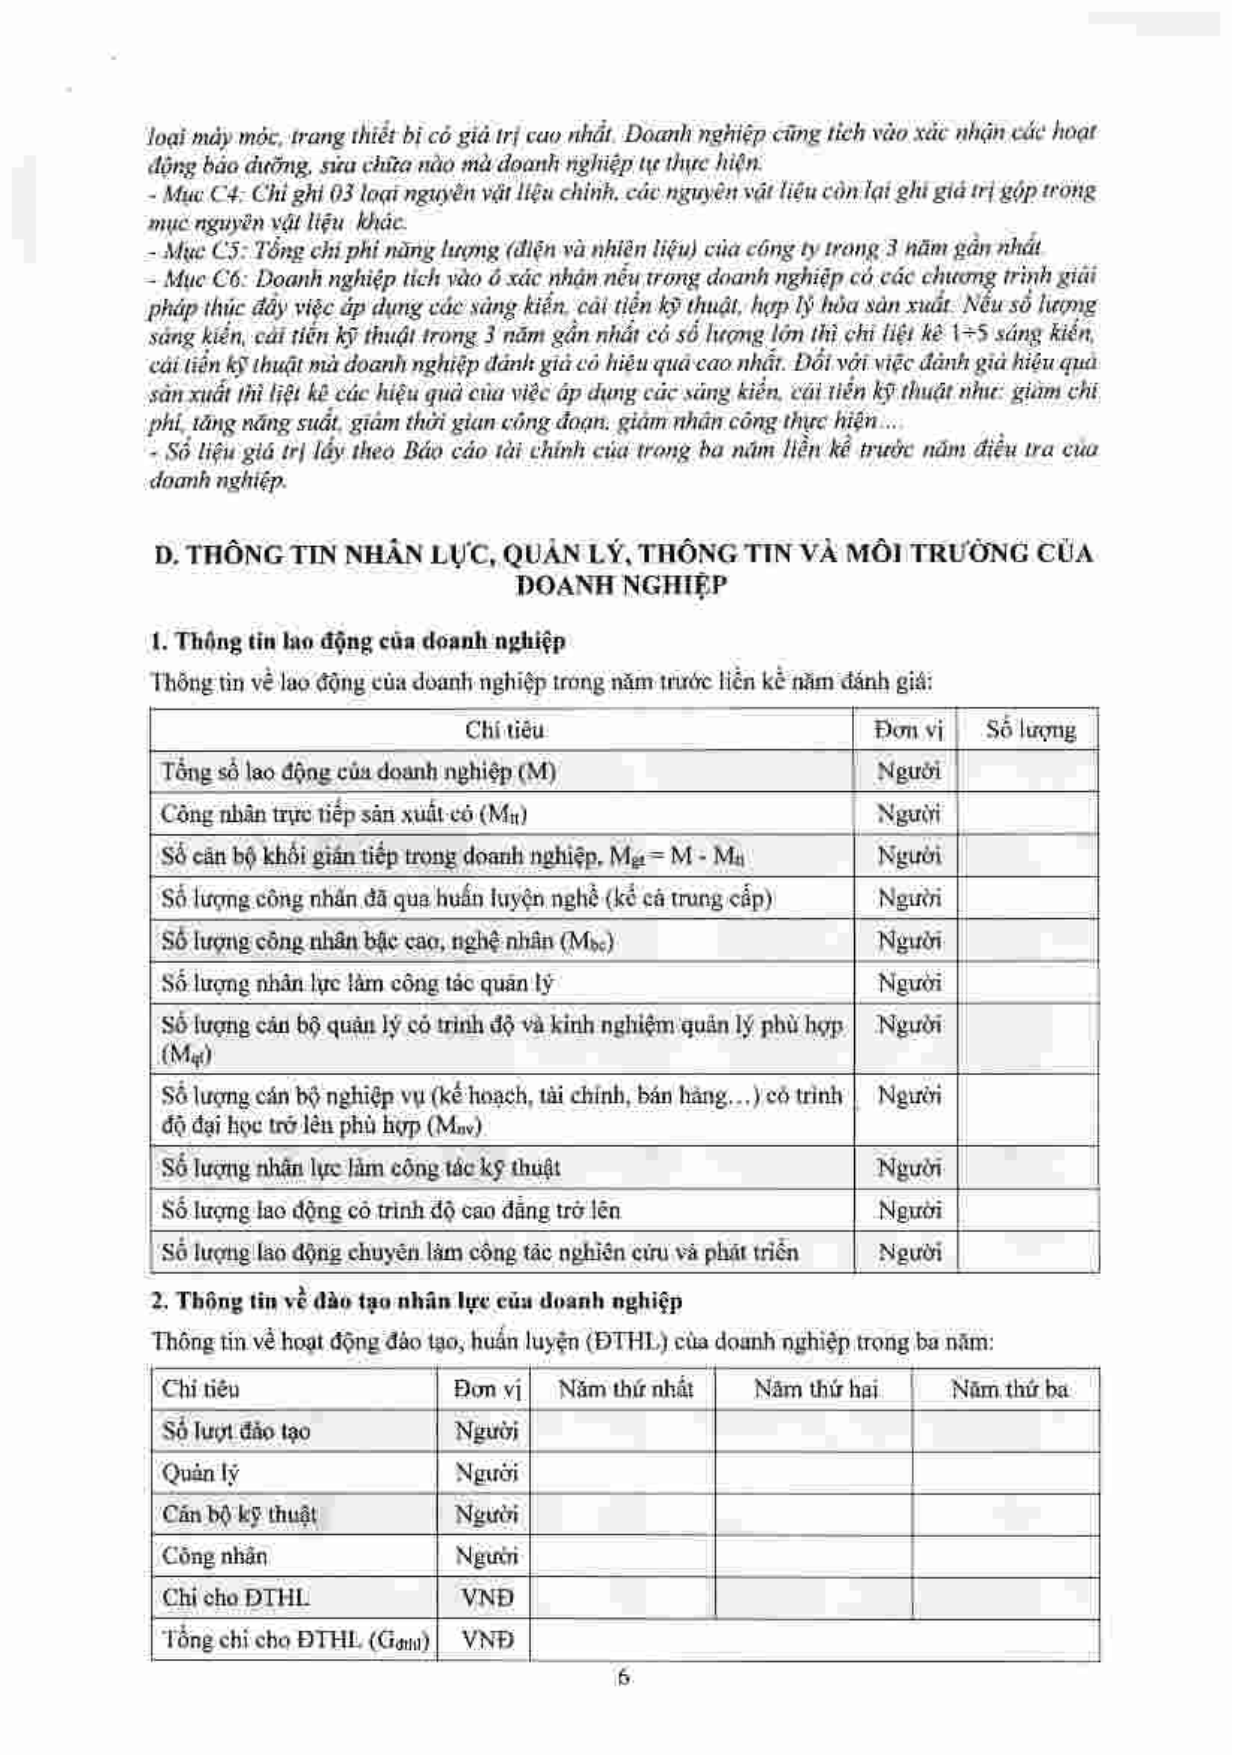 loại máy móc, trang thiết bị có giá trị cao nhất. Doanh nghiệp cũng tích vào xác nhận các hoạt
động bảo dưỡng, sửa chữa nào mà doanh nghiệp tự thực hiện.
- Mục C4: Chỉ ghi 03 loại nguyên vật liệu chính, các nguyên vật liệu còn lại ghi giá trị gộp trong
mục nguyên vật liệu khác.
- Mục C5: Tổng chi phí năng lượng (điện và nhiên liệu) của công ty trong 3 năm gần nhất.
- Mục C6: Doanh nghiệp tích vào ô xác nhận nếu trong doanh nghiệp có các chương trình giải
pháp thúc đẩy việc áp dụng các sáng kiến, cải tiến kỹ thuật, hợp lý hóa sản xuất. Nếu số lượng
sáng kiến, cải tiến kỹ thuật trong 3 năm gần nhất có số lượng lớn thì chỉ liệt kê 1÷5 sáng kiến,
cải tiến kỹ thuật mà doanh nghiệp đánh giá có hiệu quả cao nhất. Đối với việc đánh giá hiệu quả
sản xuất thì liệt kê các hiệu quả của việc áp dụng các sáng kiến, cải tiến kỹ thuật như: giảm chi
phí, tăng năng suất, giảm thời gian công đoạn, giảm nhân công thực hiện....
- Số liệu giá trị lấy theo Báo cáo tài chính của trong ba năm liền kề trước năm điều tra của
doanh nghiệp.
D. THÔNG TIN NHÂN LỰC, QUẢN LÝ, THÔNG TIN VÀ MÔI TRƯỜNG CỦA
DOANH NGHIỆP
1. Thông tin lao động của doanh nghiệp
Thông tin về lao động của doanh nghiệp trong năm trước liền kề năm đánh giá:
Chỉ tiêu Đơn vị Số lượng
Tổng số lao động của doanh nghiệp (M) Người
Công nhân trực tiếp sản xuất có (Mtt) Người
Số cán bộ khối gián tiếp trong doanh nghiệp, Mgt = M - Mtt Người
Số lượng công nhân đã qua huấn luyện nghề (kể cả trung cấp) Người
Số lượng công nhân bậc cao, nghệ nhân (Mbc) Người
Số lượng nhân lực làm công tác quản lý Người
Số lượng cán bộ quản lý có trình độ và kinh nghiệm quản lý phù hợp Người
(Mql)
Số lượng cán bộ nghiệp vụ (kế hoạch, tài chính, bán hàng…) có trình Người
độ đại học trở lên phù hợp (Mnv)
Số lượng nhân lực làm công tác kỹ thuật Người
Số lượng lao động có trình độ cao đẳng trở lên Người
Số lượng lao động chuyên làm công tác nghiên cứu và phát triển Người
2. Thông tin về đào tạo nhân lực của doanh nghiệp
Thông tin về hoạt động đào tạo, huấn luyện (ĐTHL) của doanh nghiệp trong ba năm:
Chỉ tiêu Đơn vị Năm thứ nhất Năm thứ hai Năm thứ ba
Số lượt đào tạo Người
Quản lý Người
Cán bộ kỹ thuật Người
Công nhân Người
Chi cho ĐTHL VNĐ
Tổng chi cho ĐTHL (Gđthl) VNĐ
6